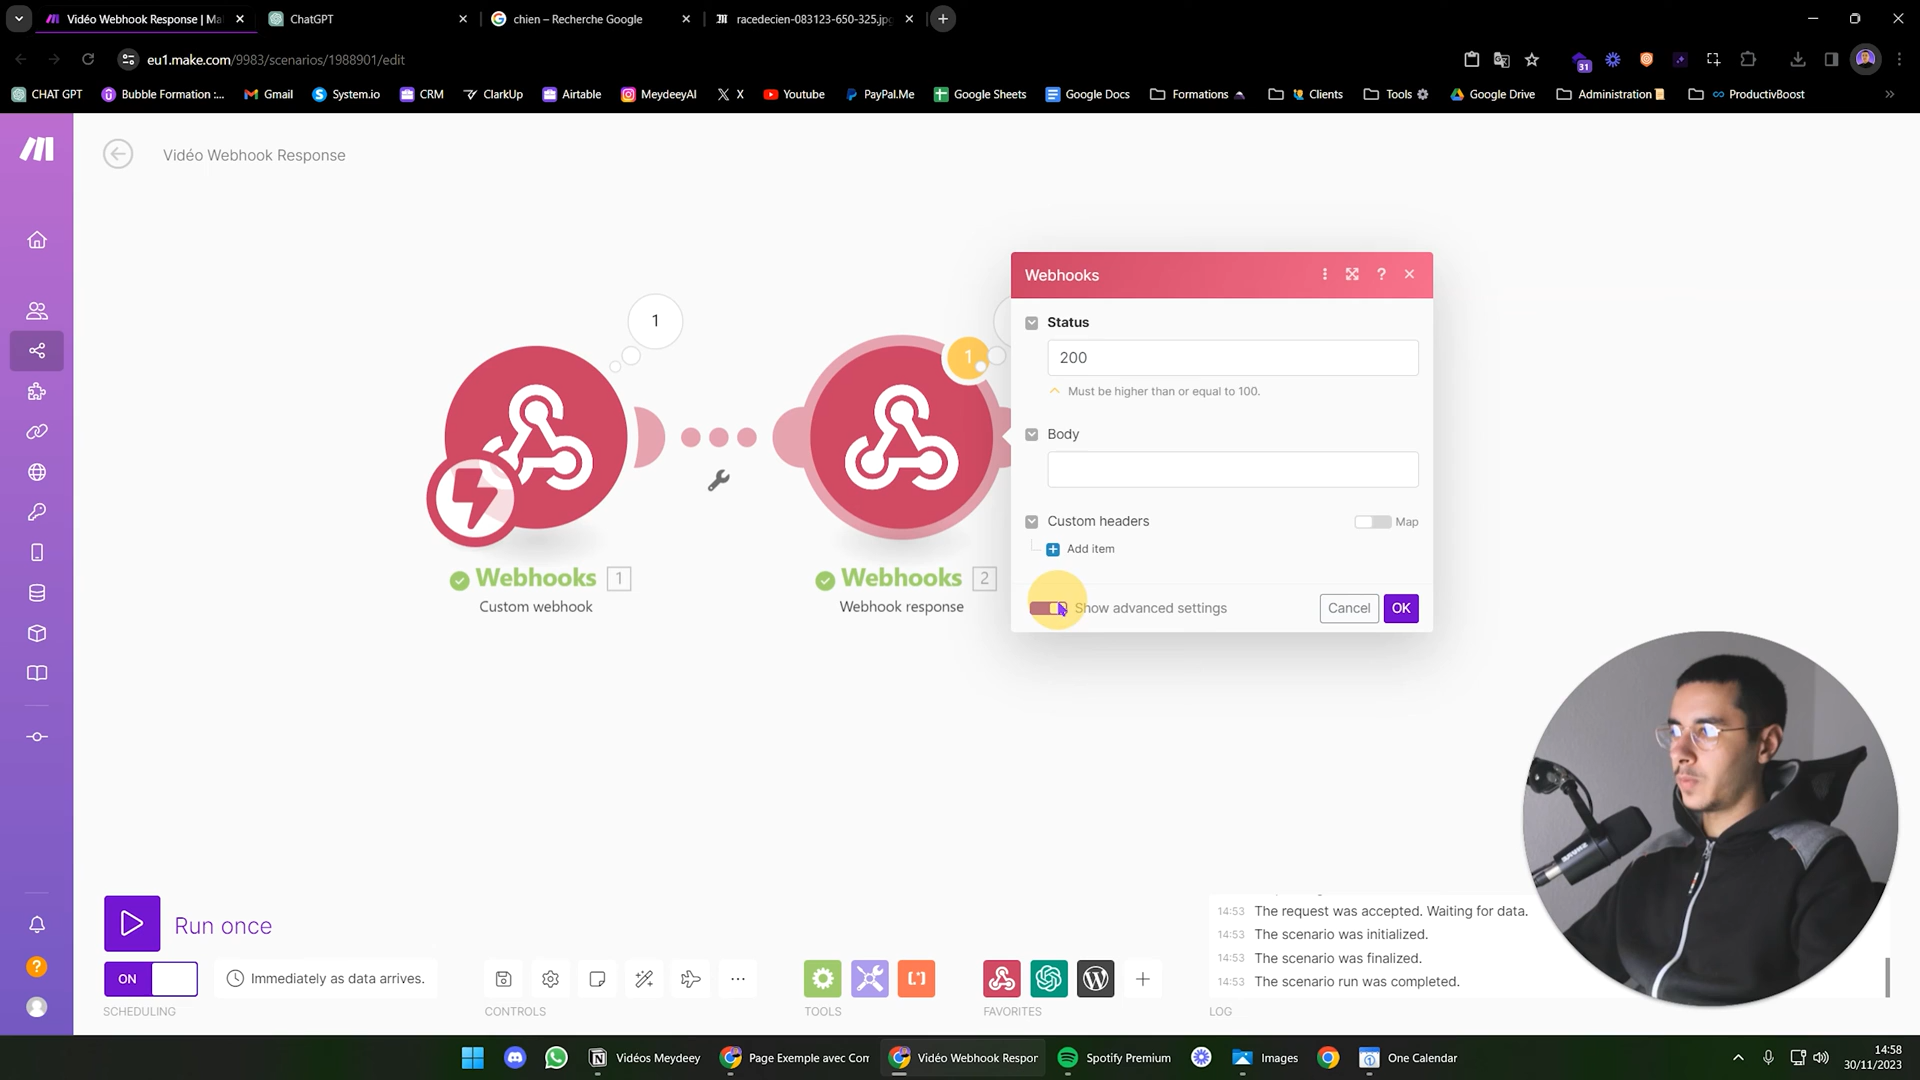 Vidéo Webhook Response | Ma
ChatGPT
chien – Recherche Google
racedecien-083123-650-325.jpg
eu1.make.com/9983/scenarios/1988901/edit
31
CHAT GPT
Bubble Formation :...
Gmail
System.io
CRM
ClarkUp
Airtable
MeydeeyAI
X
Youtube
PayPal.Me
Google Sheets
Google Docs
Formations
Clients
Tools
Google Drive
Administration
ProductivBoost
Vidéo Webhook Response
1
1
Webhooks 1
Custom webhook
Webhooks 2
Webhook response
Webhooks
Status
200
Must be higher than or equal to 100.
Body
Custom headers
Map
Add item
Show advanced settings
Cancel
OK
Run once
ON
Immediately as data arrives.
SCHEDULING
CONTROLS
TOOLS
FAVORITES
LOG
14:53 The request was accepted. Waiting for data.
14:53 The scenario was initialized.
14:53 The scenario was finalized.
14:53 The scenario run was completed.
Vidéos Meydeey
Page Exemple avec Com
Vidéo Webhook Respor
Spotify Premium
Images
One Calendar
14:58
30/11/2023